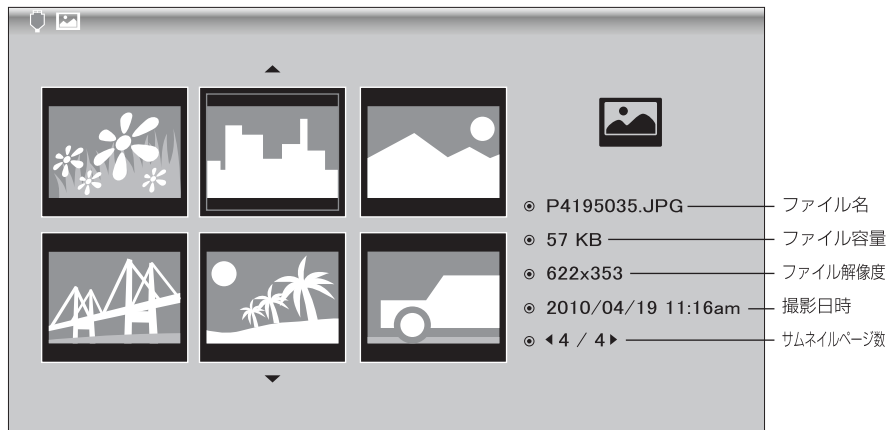 P4195035.JPG ファイル名
57 KB ファイル容量
622x353 ファイル解像度
2010/04/19 11:16am 撮影日時
4 / 4 サムネイルページ数